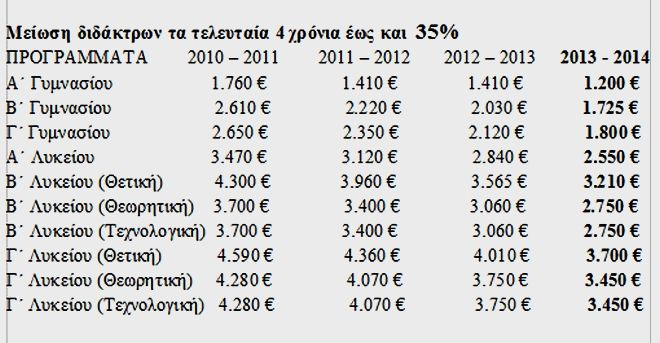 Μείωση διδάκτρων τα τελευταία 4 χρόνια έως και 35%
ΠΡΟΓΡΑΜΜΑΤΑ 2010 – 2011 2011 – 2012 2012 – 2013 2013 - 2014
Α΄ Γυμνασίου 1.760 € 1.410 € 1.410 € 1.200 €
Β΄ Γυμνασίου 2.610 € 2.220 € 2.030 € 1.725 €
Γ΄ Γυμνασίου 2.650 € 2.350 € 2.120 € 1.800 €
Α΄ Λυκείου 3.470 € 3.120 € 2.840 € 2.550 €
Β΄ Λυκείου (Θετική) 4.300 € 3.960 € 3.565 € 3.210 €
Β΄ Λυκείου (Θεωρητική) 3.700 € 3.400 € 3.060 € 2.750 €
Β΄ Λυκείου (Τεχνολογική) 3.700 € 3.400 € 3.060 € 2.750 €
Γ΄ Λυκείου (Θετική) 4.590 € 4.360 € 4.010 € 3.700 €
Γ΄ Λυκείου (Θεωρητική) 4.280 € 4.070 € 3.750 € 3.450 €
Γ΄ Λυκείου (Τεχνολογική) 4.280 € 4.070 € 3.750 € 3.450 €